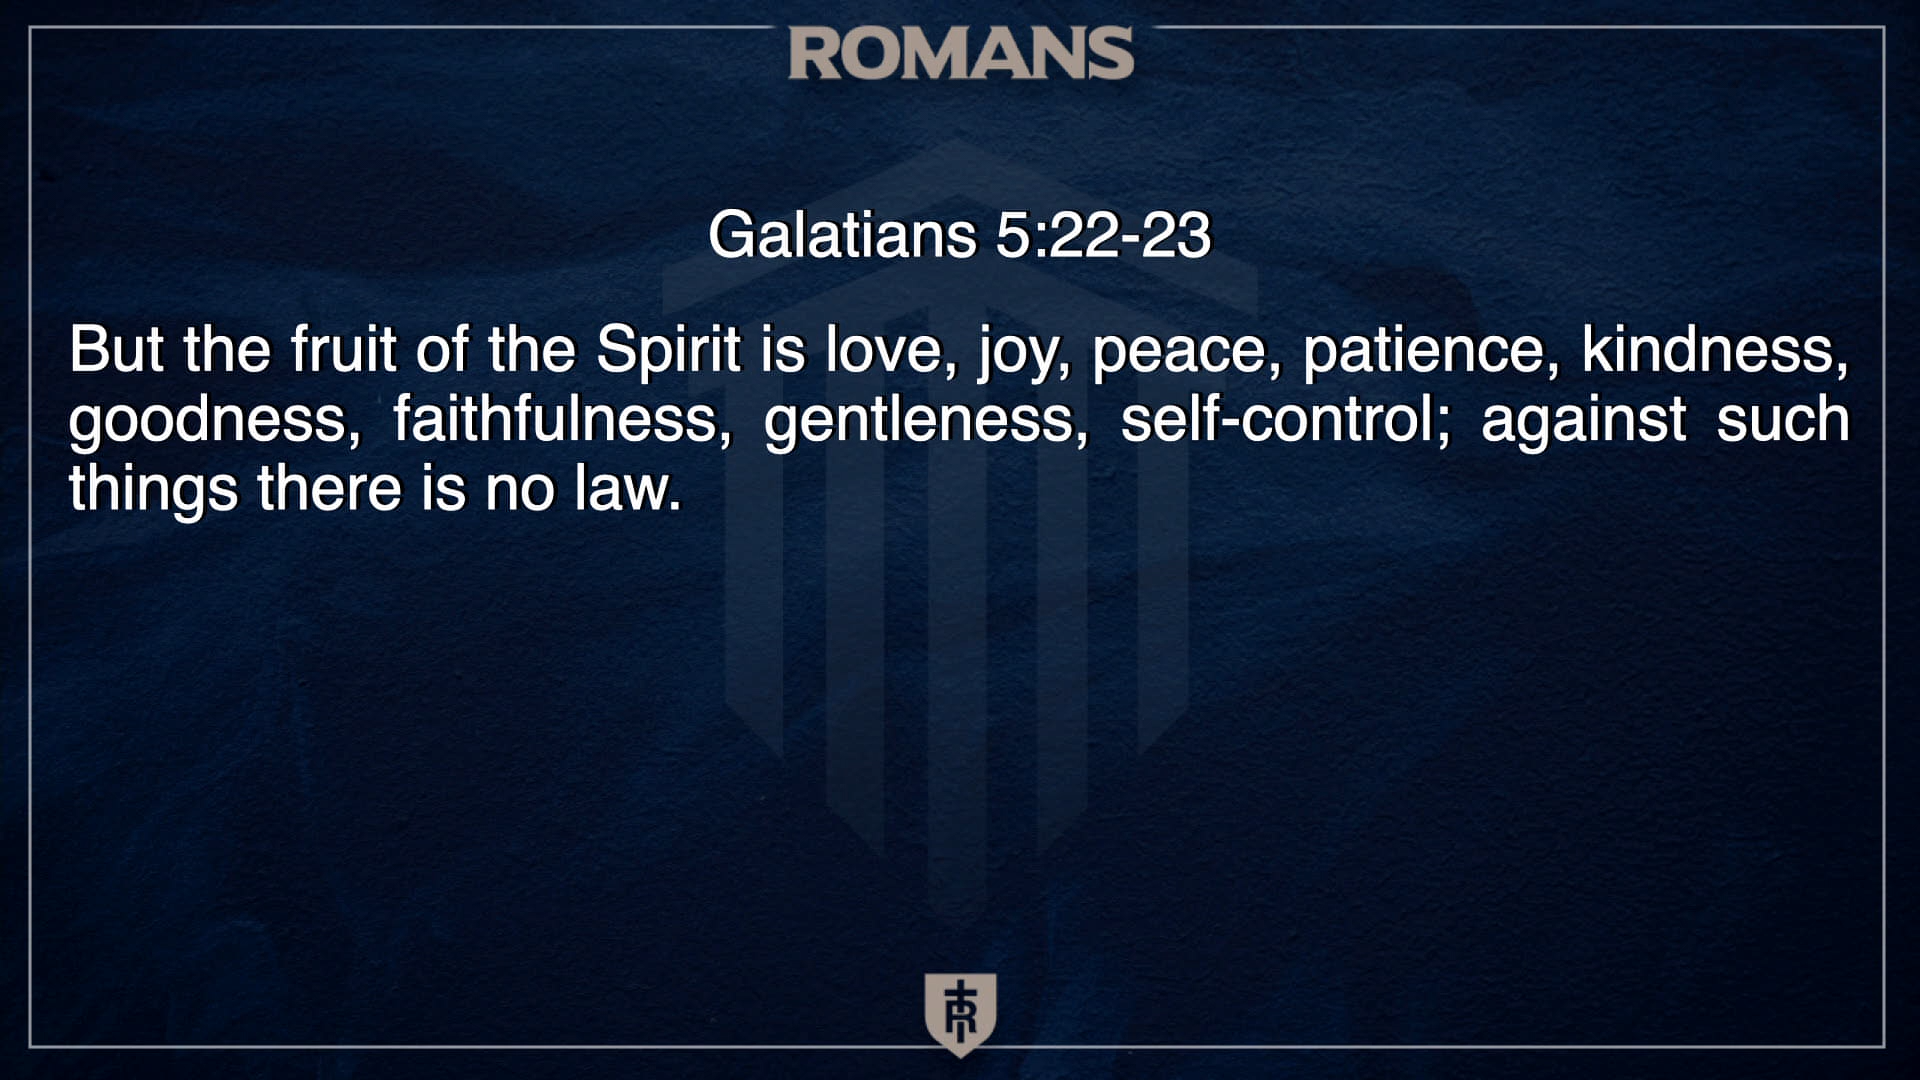 ROMANS
Galatians 5:22-23
But the fruit of the Spirit is love, joy, peace, patience, kindness,
goodness, faithfulness, gentleness, self-control; against such
things there is no law.